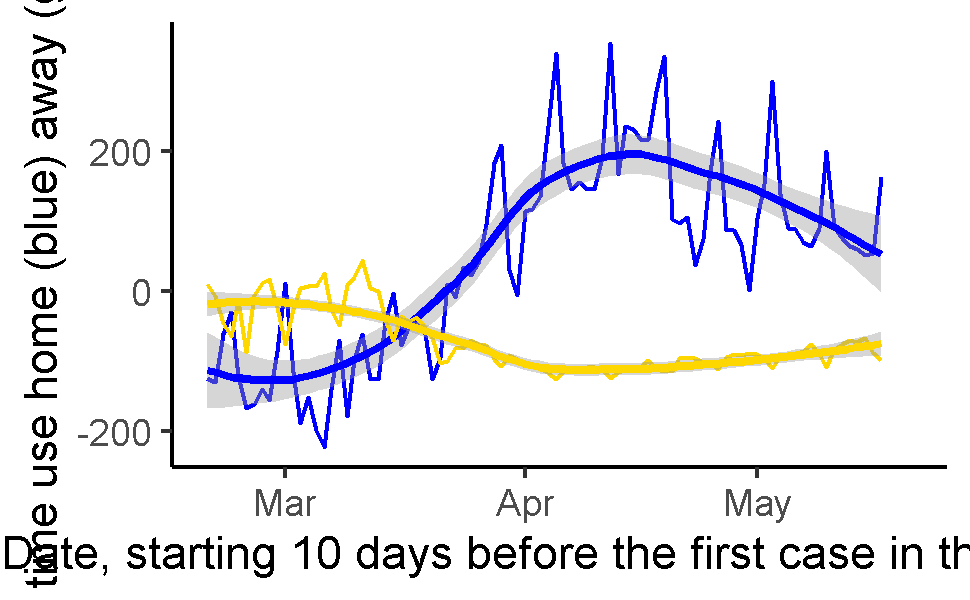 time use home (blue) away (
200
0
-200
Mar Apr May
Date, starting 10 days before the first case in th